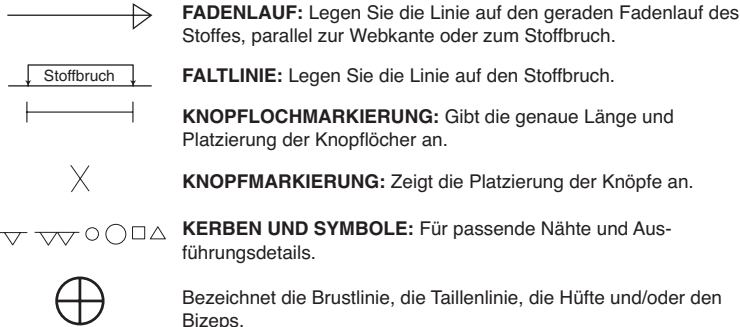 FADENLAUF: Legen Sie die Linie auf den geraden Fadenlauf des
Stoffes, parallel zur Webkante oder zum Stoffbruch.
Stoffbruch
FALTLINIE: Legen Sie die Linie auf den Stoffbruch.
KNOPFLOCHMARKIERUNG: Gibt die genaue Länge und
Platzierung der Knopflöcher an.
KNOPFMARKIERUNG: Zeigt die Platzierung der Knöpfe an.
KERBEN UND SYMBOLE: Für passende Nähte und Aus-
führungsdetails.
Bezeichnet die Brustlinie, die Taillenlinie, die Hüfte und/oder den
Bizeps.